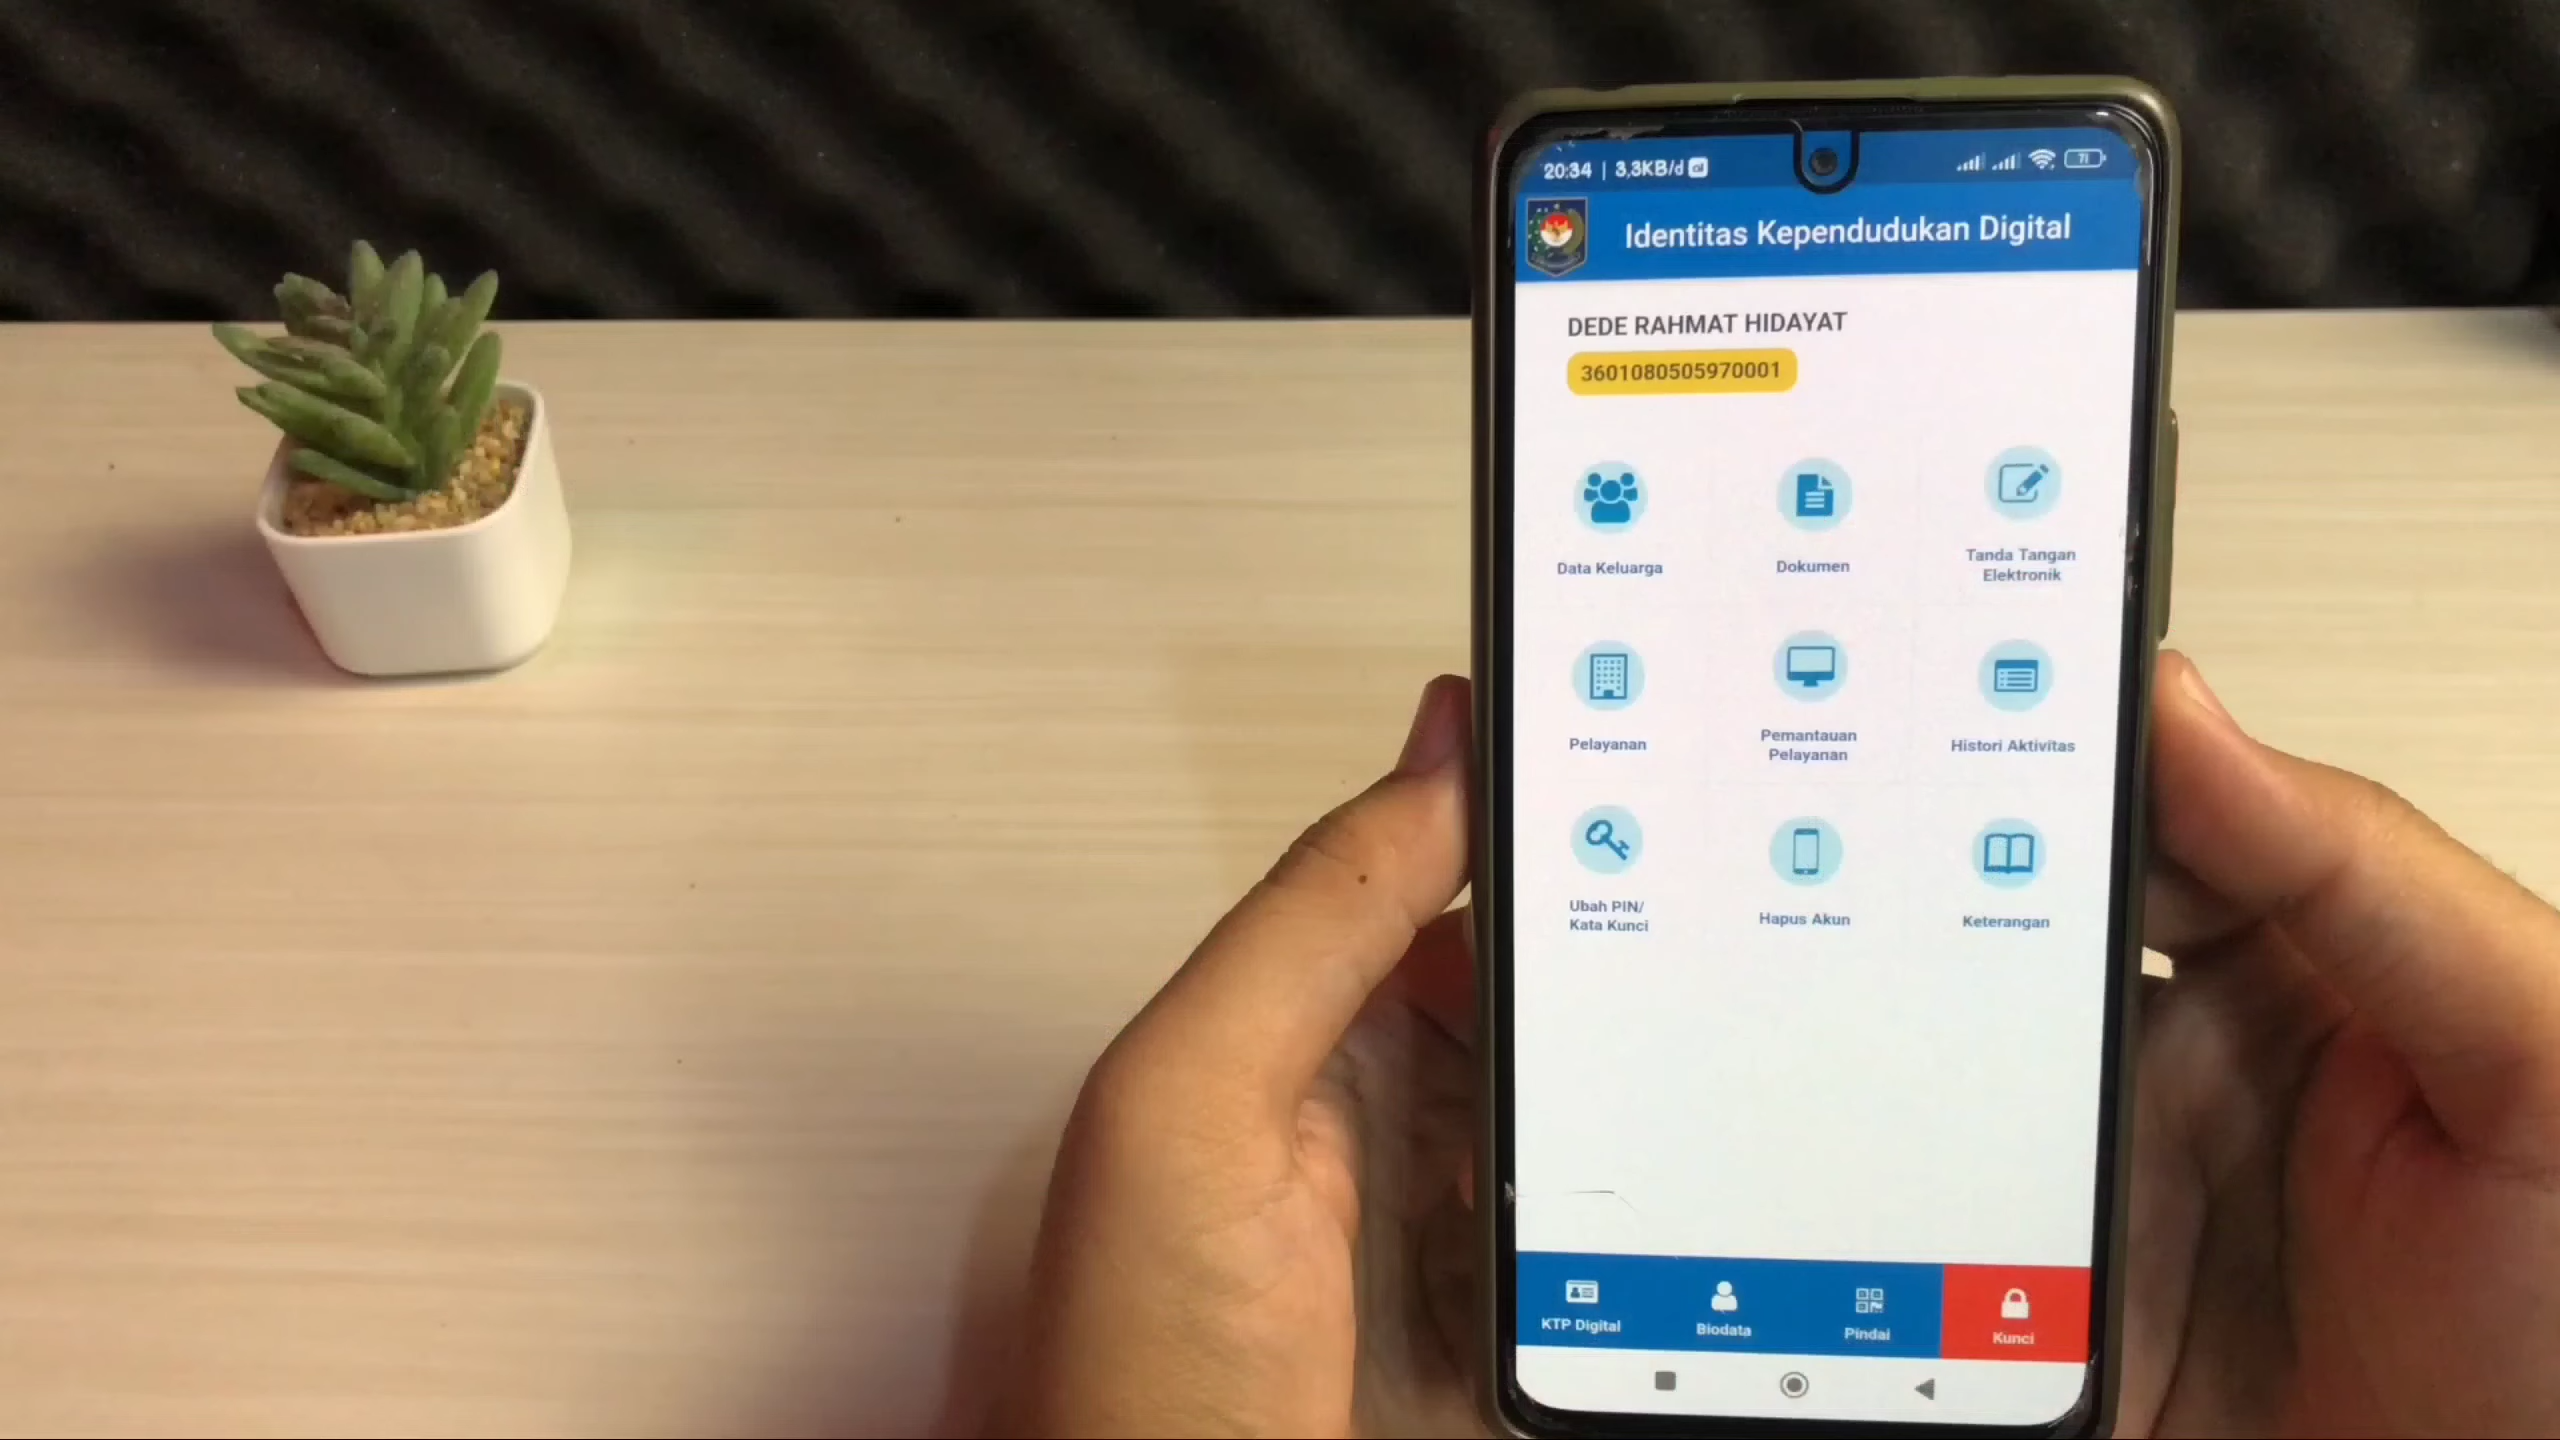 20:34 | 3,3KB/d
71
Identitas Kependudukan Digital
DEDE RAHMAT HIDAYAT
3601080505970001
Data Keluarga
Dokumen
Tanda Tangan
Elektronik
Pelayanan
Pemantauan
Pelayanan
Histori Aktivitas
Ubah PIN/
Kata Kunci
Hapus Akun
Keterangan
KTP Digital
Biodata
Pindai
Kunci